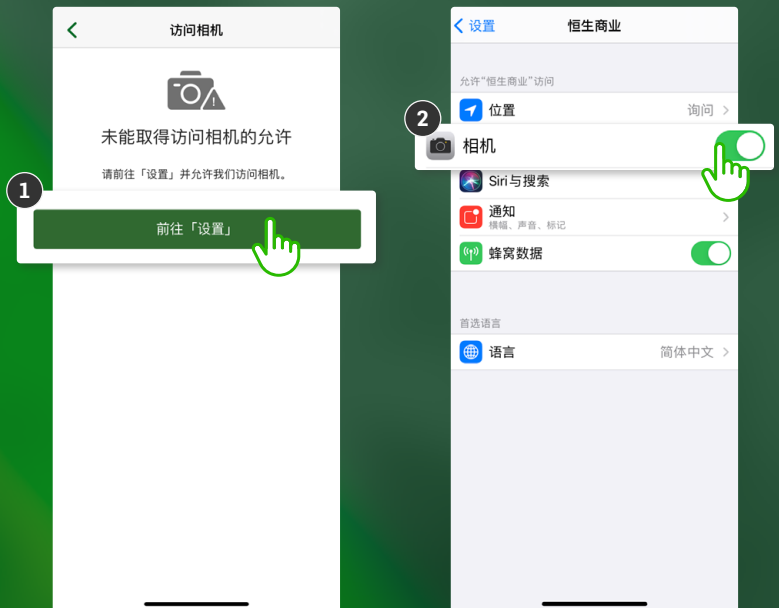 访问相机
未能取得访问相机的允许
请前往「设置」并允许我们访问相机。
1
前往「设置」
设置
恒生商业
允许“恒生商业”访问
位置
询问
2
相机
Siri与搜索
通知
横幅、声音、标记
蜂窝数据
首选语言
语言
简体中文